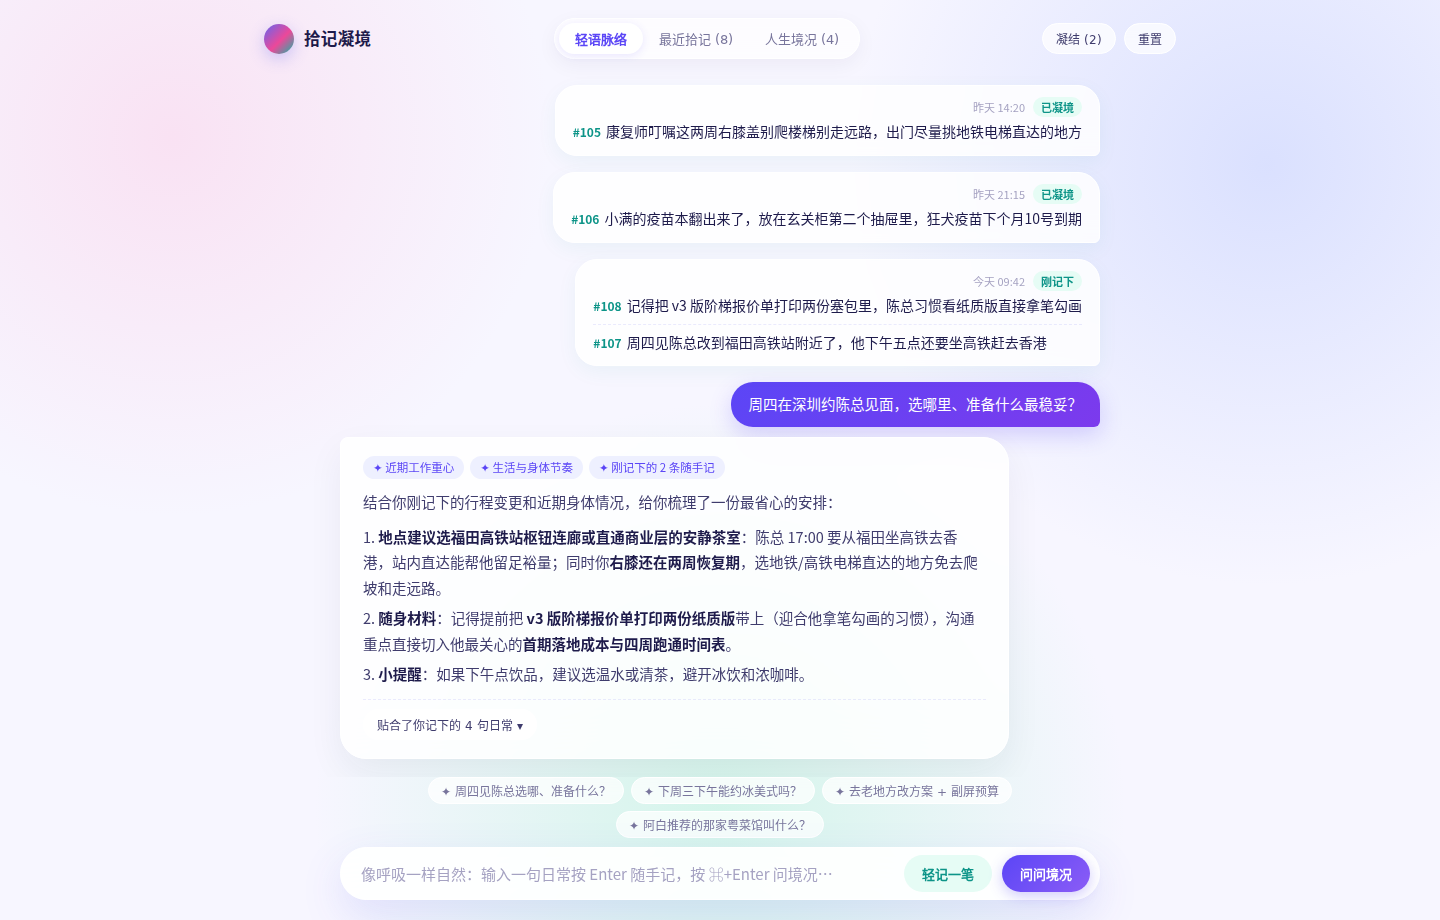 拾记凝境
轻语脉络
最近拾记 (8)
人生境况 (4)
凝结 (2)
重置
昨天 14:20 已凝境
#105 康复师叮嘱这两周右膝盖别爬楼梯别走远路，出门尽量挑地铁电梯直达的地方
昨天 21:15 已凝境
#106 小满的疫苗本翻出来了，放在玄关柜第二个抽屉里，狂犬疫苗下个月10号到期
今天 09:42 刚记下
#108 记得把 v3 版阶梯报价单打印两份塞包里，陈总习惯看纸质版直接拿笔勾画
#107 周四见陈总改到福田高铁站附近了，他下午五点还要坐高铁赶去香港
周四在深圳约陈总见面，选哪里、准备什么最稳妥？
✦ 近期工作重心 ✦ 生活与身体节奏 ✦ 刚记下的 2 条随手记
结合你刚记下的行程变更和近期身体情况，给你梳理了一份最省心的安排：
1. 地点建议选福田高铁站枢纽连廊或直通商业层的安静茶室：陈总 17:00 要从福田坐高铁去香
港，站内直达能帮他留足裕量；同时你右膝还在两周恢复期，选地铁/高铁电梯直达的地方免去爬
坡和走远路。
2. 随身材料：记得提前把 v3 版阶梯报价单打印两份纸质版带上（迎合他拿笔勾画的习惯），沟通
重点直接切入他最关心的首期落地成本与四周跑通时间表。
3. 小提醒：如果下午点饮品，建议选温水或清茶，避开冰饮和浓咖啡。
贴合了你记下的 4 句日常 ▾
✦ 周四见陈总选哪、准备什么？ ✦ 下周三下午能约冰美式吗？ ✦ 去老地方改方案 + 副屏预算
✦ 阿白推荐的那家粤菜馆叫什么？
像呼吸一样自然：输入一句日常按 Enter 随手记，按 ⌘+Enter 问境况…
轻记一笔
问问境况